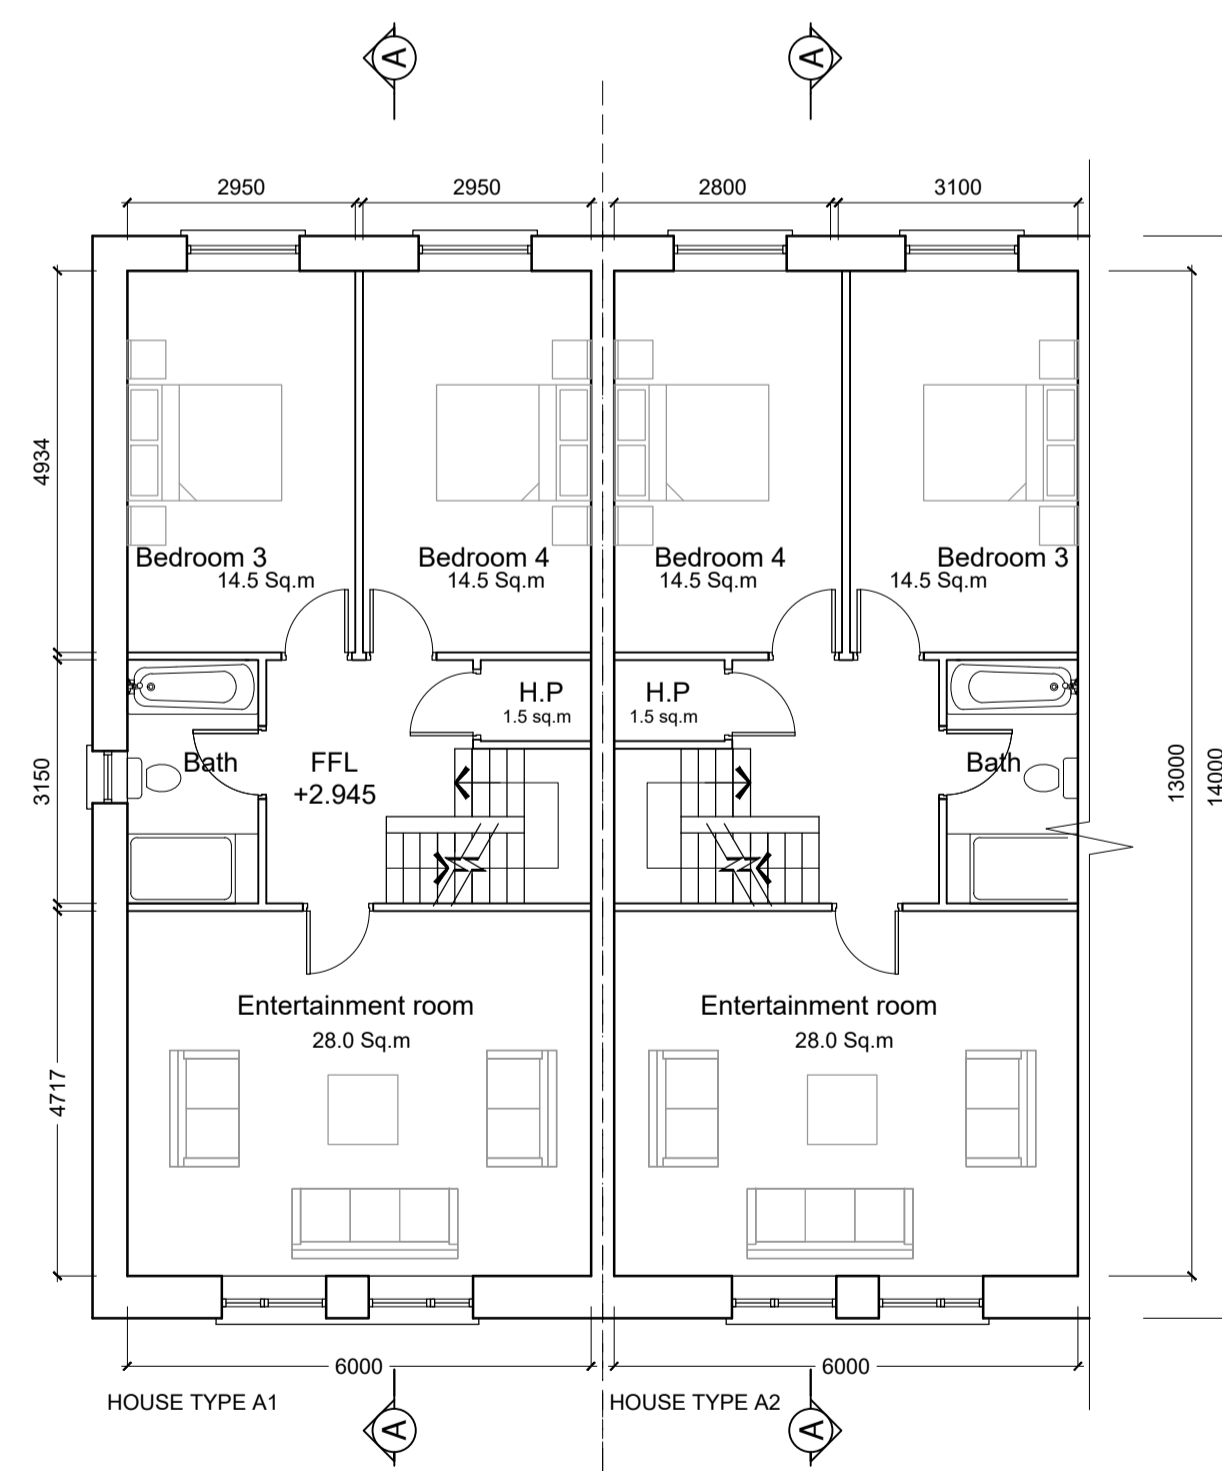 A
A
2950
2950
2800
3100
4934
Bedroom 3
14.5 Sq.m
Bedroom 4
14.5 Sq.m
Bedroom 4
14.5 Sq.m
Bedroom 3
14.5 Sq.m
H.P
1.5 sq.m
H.P
1.5 sq.m
3150
Bath
FFL
+2.945
Bath
13000
14000
Entertainment room
28.0 Sq.m
Entertainment room
28.0 Sq.m
4717
6000
6000
HOUSE TYPE A1
HOUSE TYPE A2
A
A